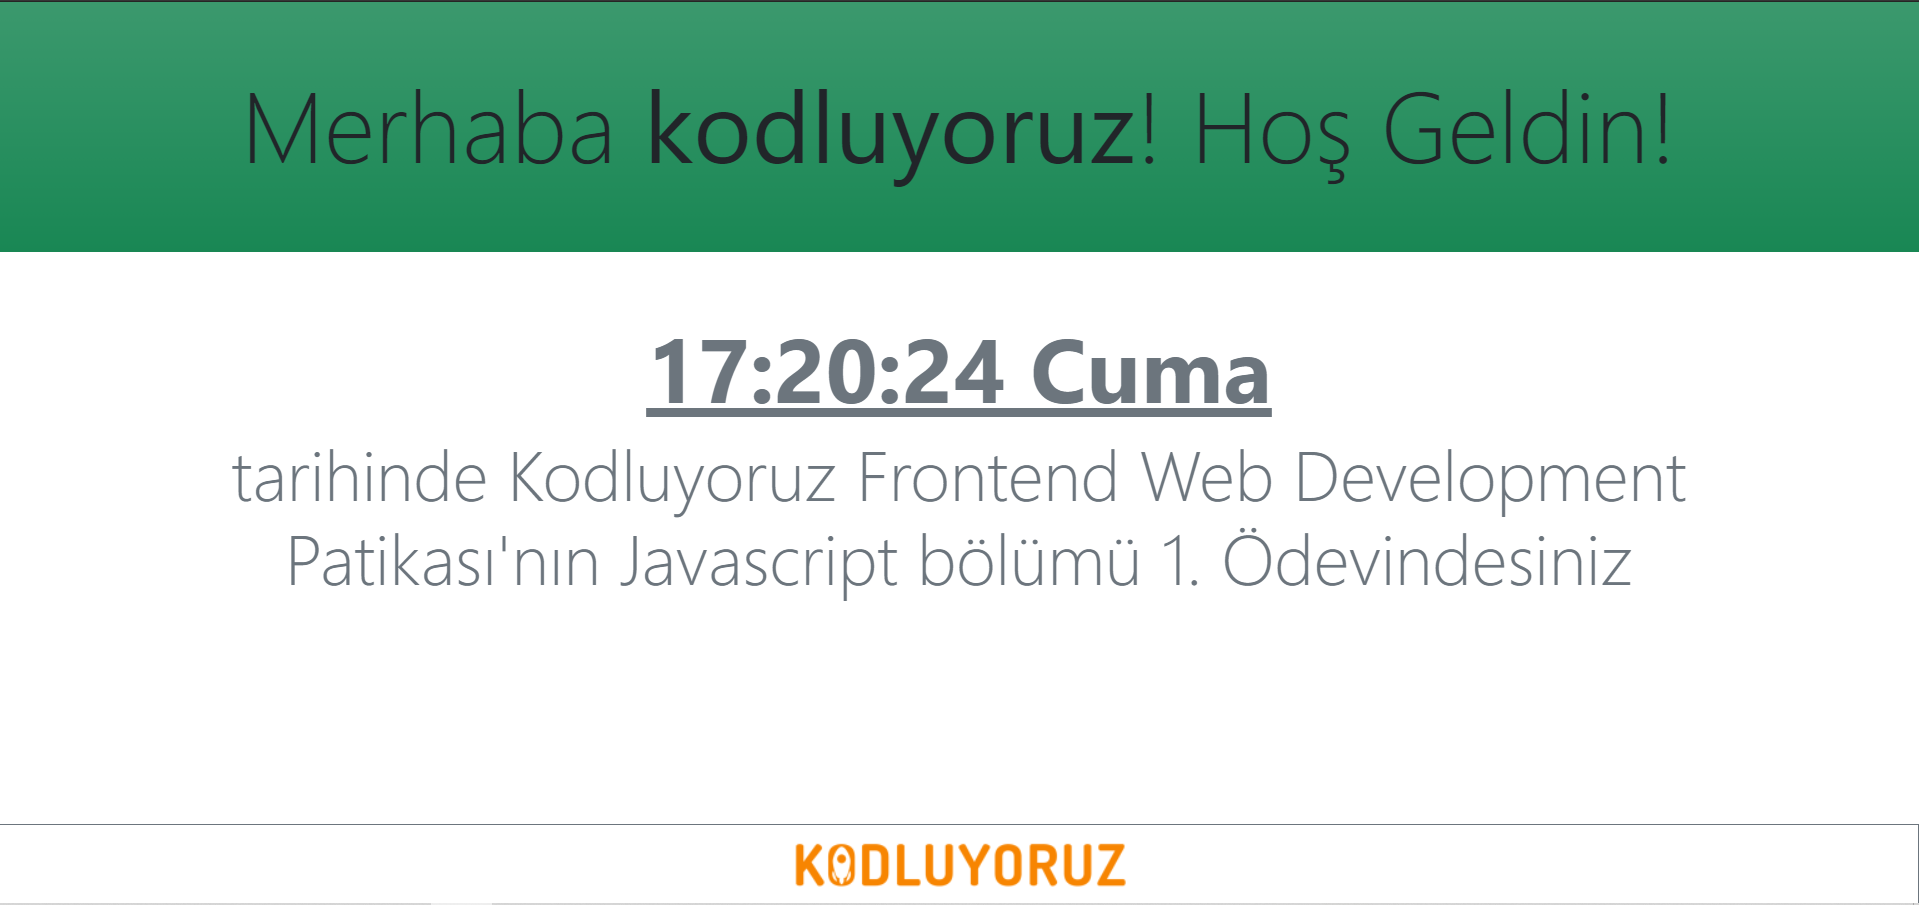 Merhaba kodluyoruz! Hoş Geldin!
17:20:24 Cuma
tarihinde Kodluyoruz Frontend Web Development
Patikası'nın Javascript bölümü 1. Ödevindesiniz
KODLUYORUZ